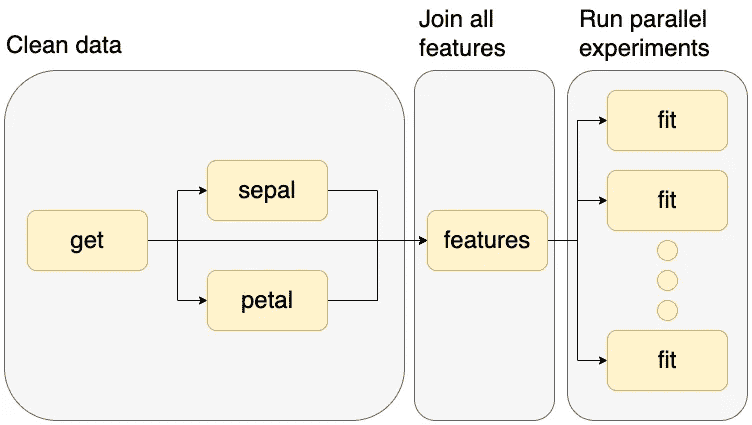 Clean data
Join all
features
Run parallel
experiments
get
sepal
petal
features
fit
fit
fit